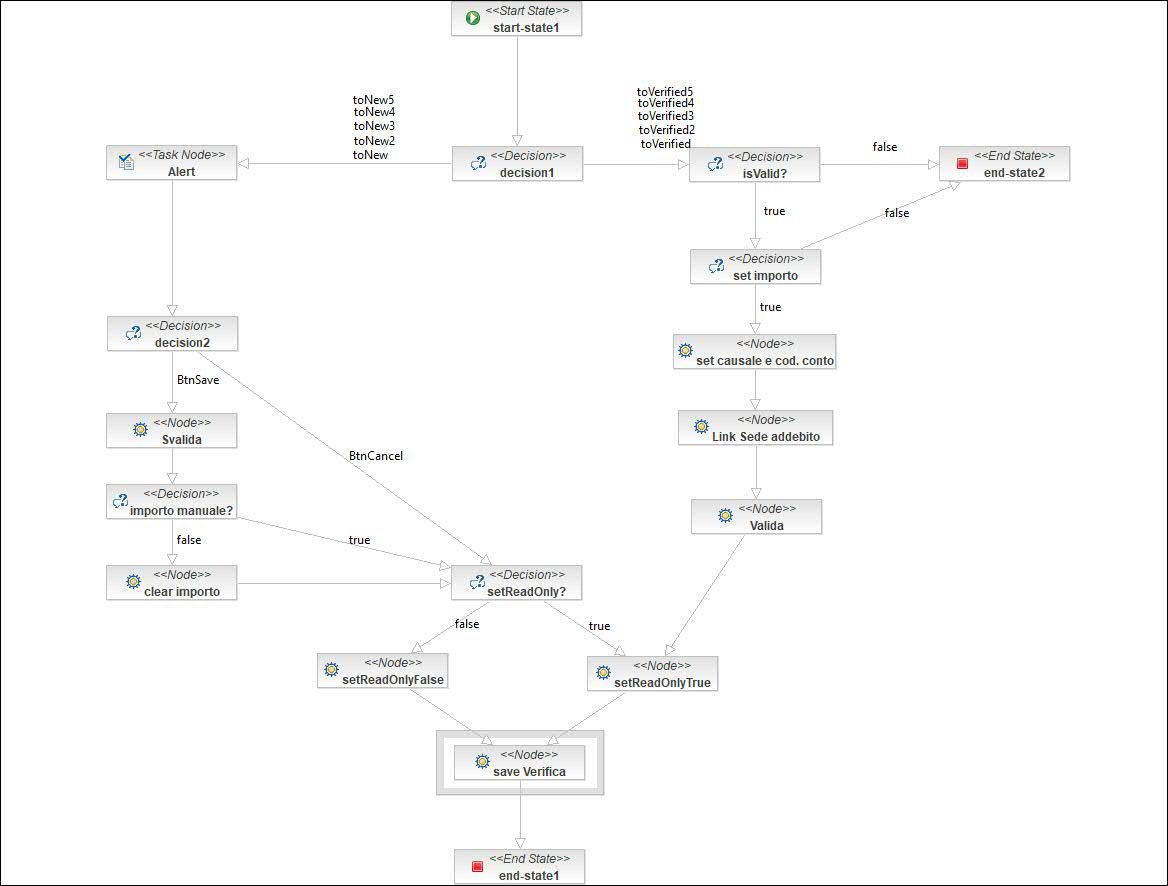 <<Start State>>
start-state1
toNew5
toNew4
toNew3
toNew2
toNew
toVerified5
toVerified4
toVerified3
toVerified2
toVerified
<<Task Node>>
Alert
<<Decision>>
decision1
<<Decision>>
isValid?
false
<<End State>>
end-state2
true
false
<<Decision>>
set importo
true
<<Decision>>
decision2
<<Node>>
set causale e cod. conto
BtnSave
<<Node>>
Svalida
<<Node>>
Link Sede addebito
BtnCancel
<<Decision>>
importo manuale?
<<Node>>
Valida
false
true
<<Node>>
clear importo
<<Decision>>
setReadOnly?
false
true
<<Node>>
setReadOnlyFalse
<<Node>>
setReadOnlyTrue
<<Node>>
save Verifica
<<End State>>
end-state1